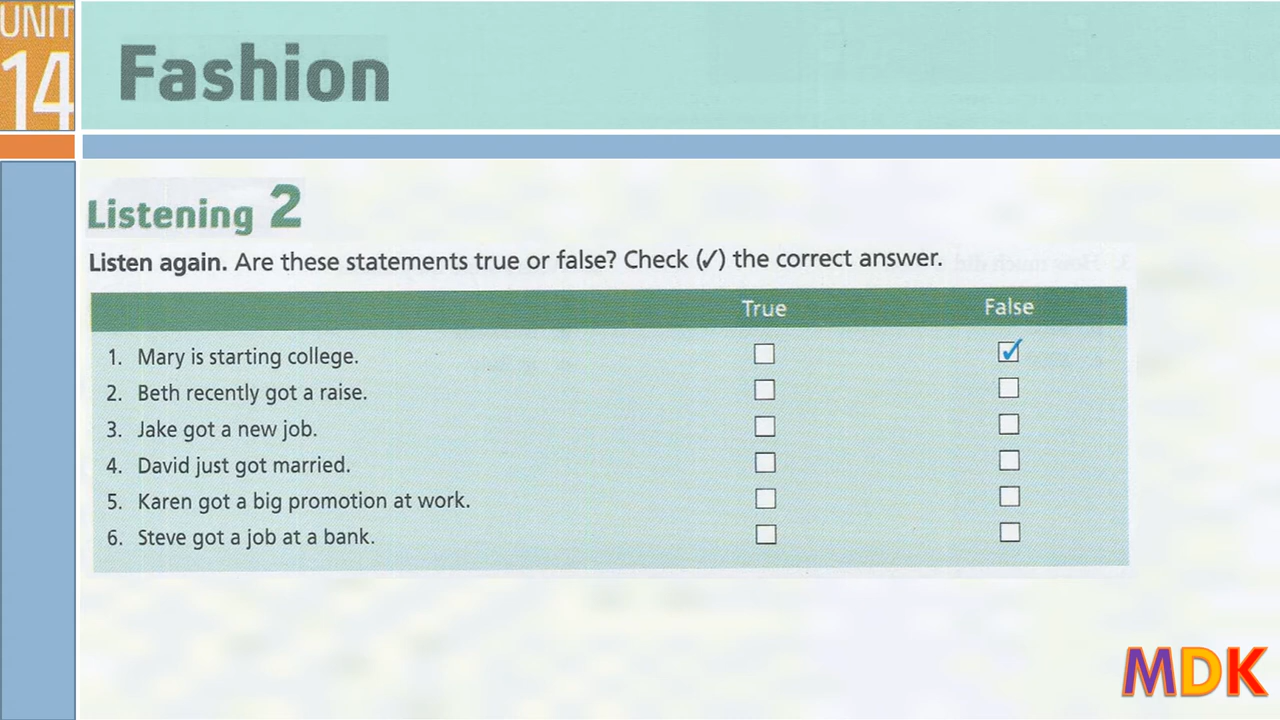 UNIT
14
Fashion
Listening 2
Listen again. Are these statements true or false? Check (✓) the correct answer.
True False
1. Mary is starting college. ☐ ☑
2. Beth recently got a raise. ☐ ☐
3. Jake got a new job. ☐ ☐
4. David just got married. ☐ ☐
5. Karen got a big promotion at work. ☐ ☐
6. Steve got a job at a bank. ☐ ☐
MDK